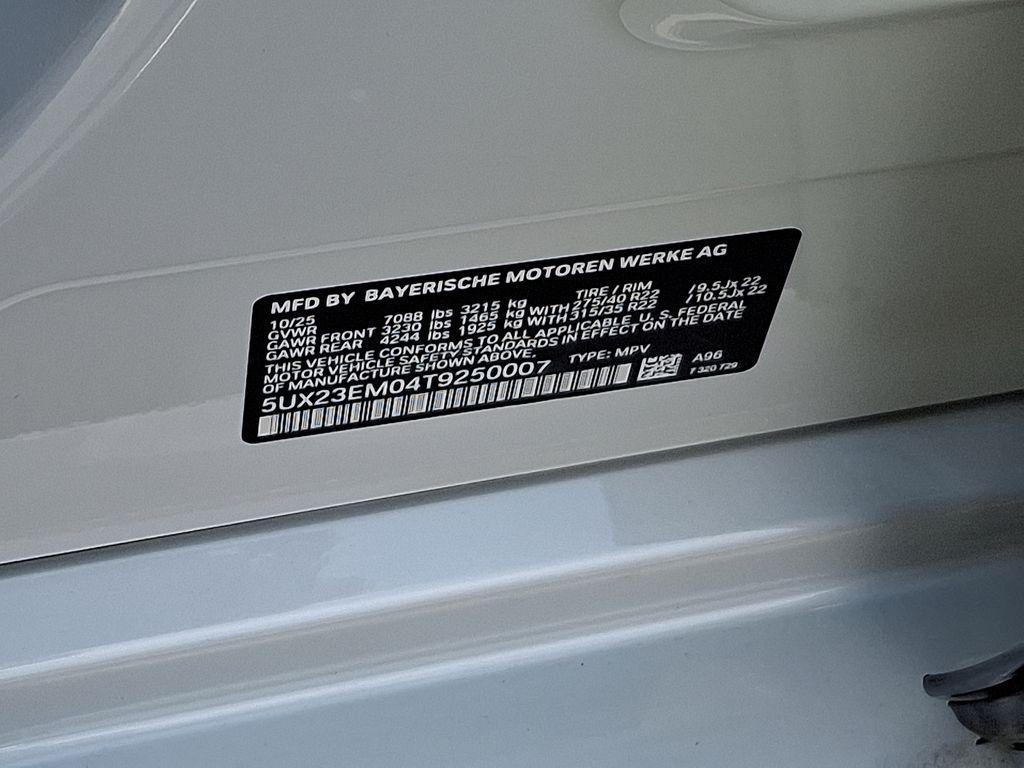 MFD BY BAYERISCHE MOTOREN WERKE AG
10/25 TIRE / RIM
GVWR 7088 lbs 3215 kg
GAWR FRONT 3230 lbs 1465 kg WITH 275/40 R22 /9.5Jx22
GAWR REAR 4244 lbs 1925 kg WITH 315/35 R22 /10.5Jx22
THIS VEHICLE CONFORMS TO ALL APPLICABLE U.S. FEDERAL
MOTOR VEHICLE SAFETY STANDARDS IN EFFECT ON THE DATE
OF MANUFACTURE SHOWN ABOVE. TYPE: MPV
5UX23EM04T9250007 A96
7 320 729